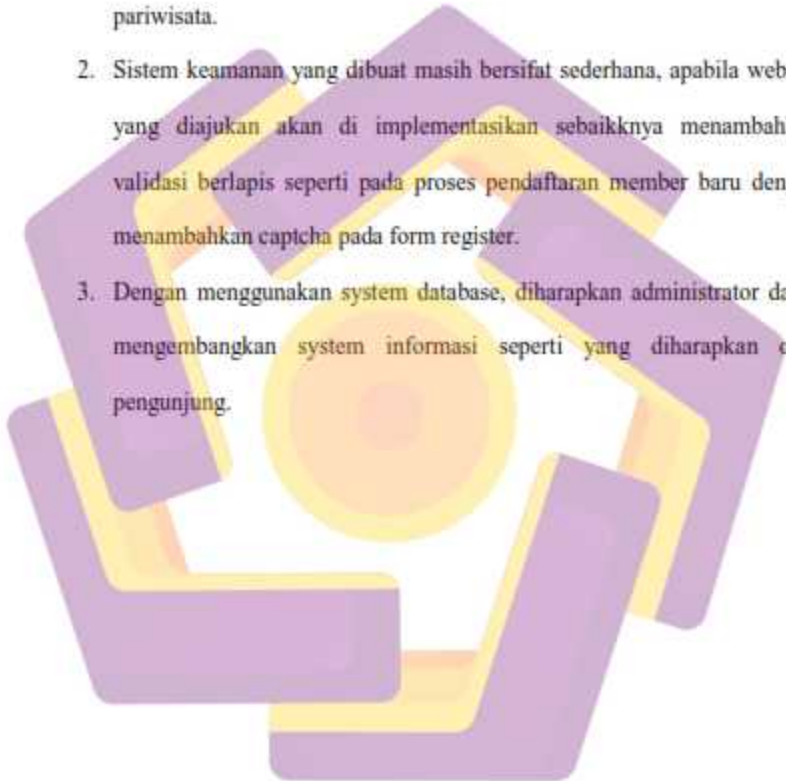 pariwisata.
2. Sistem keamanan yang dibuat masih bersifat sederhana, apabila web
yang diajukan akan di implementasikan sebaikknya menambah
validasi berlapis seperti pada proses pendaftaran member baru den
menambahkan captcha pada form register.
3. Dengan menggunakan system database, diharapkan administrator da
mengembangkan system informasi seperti yang diharapkan
pengunjung.